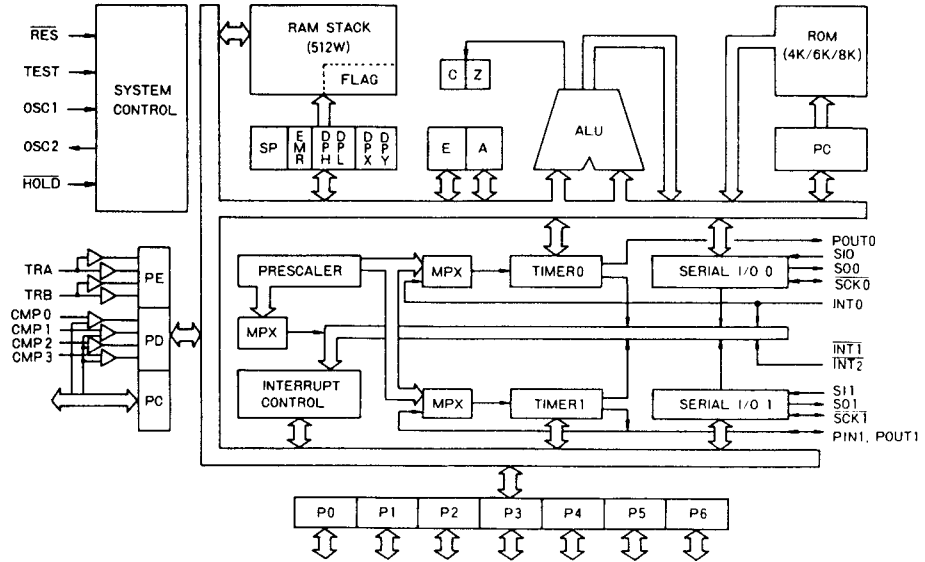 RES
TEST
OSC1
OSC2
HOLD
SYSTEM
CONTROL
RAM STACK
(512W)
FLAG
SP
EMR
DPH
DPL
DPX
DPY
C Z
E A
ALU
ROM
(4K/6K/8K)
PC
TRA
TRB
CMP0
CMP1
CMP2
CMP3
PE
PD
PC
PRESCALER
MPX
MPX
TIMER0
SERIAL I/O 0
POUT0
SI0
SO0
SCK0
INT0
INT1
INT2
INTERRUPT
CONTROL
MPX
TIMER1
SERIAL I/O 1
SI1
SO1
SCK1
PIN1, POUT1
P0 P1 P2 P3 P4 P5 P6